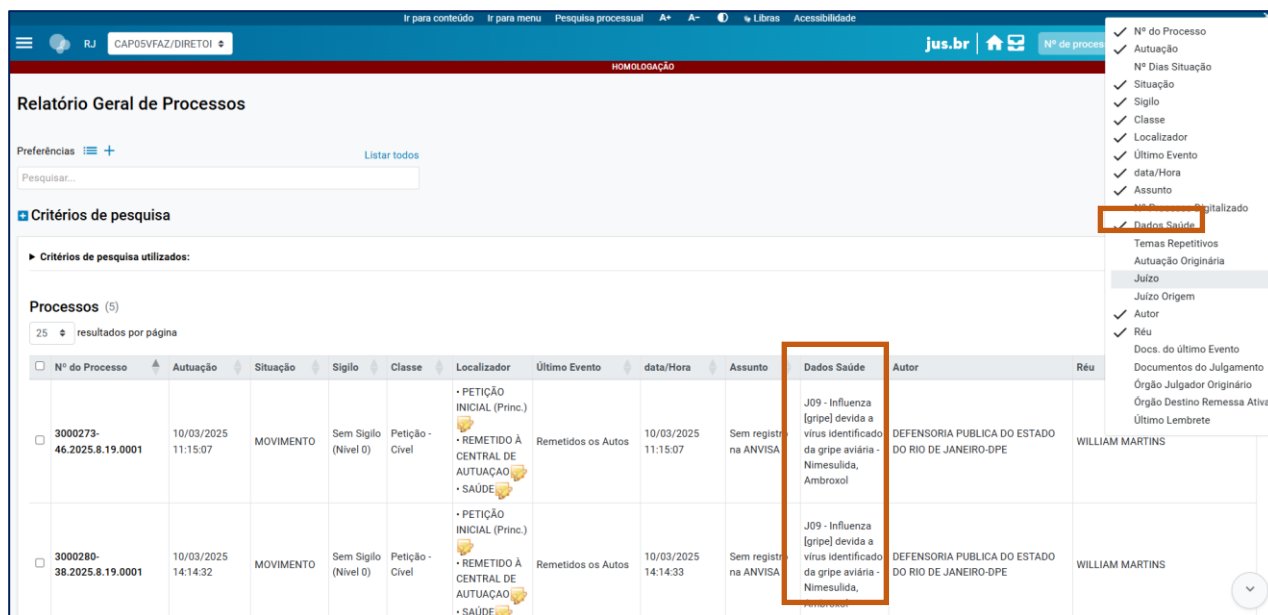 Ir para conteúdo Ir para menu Pesquisa processual A+ A- Libras Acessibilidade
RJ CAP05VFAZ/DIRETOI jus.br Nº de proces
HOMOLOGAÇÃO
Relatório Geral de Processos
Preferências Listar todos
Pesquisar...
Critérios de pesquisa
Critérios de pesquisa utilizados:
Processos (5)
25 resultados por página
Nº do Processo
Autuação
Nº Dias Situação
Situação
Sigilo
Classe
Localizador
Último Evento
data/Hora
Assunto
Nº Processo Digitalizado
Dados Saúde
Temas Repetitivos
Autuação Originária
Juízo
Juízo Origem
Autor
Réu
Docs. do último Evento
Documentos do Julgamento
Órgão Julgador Originário
Órgão Destino Remessa Ativa
Último Lembrete
Nº do Processo Autuação Situação Sigilo Classe Localizador Último Evento data/Hora Assunto Dados Saúde Autor Réu
3000273-
46.2025.8.19.0001
10/03/2025
11:15:07
MOVIMENTO
Sem Sigilo
(Nível 0)
Petição -
Cível
• PETIÇÃO
INICIAL (Princ.)
• REMETIDO À
CENTRAL DE
AUTUAÇAO
• SAÚDE
Remetidos os Autos
10/03/2025
11:15:07
Sem registro
na ANVISA
J09 - Influenza
[gripe] devida a
vírus identificado
da gripe aviária -
Nimesulida,
Ambroxol
DEFENSORIA PUBLICA DO ESTADO
DO RIO DE JANEIRO-DPE
WILLIAM MARTINS
3000280-
38.2025.8.19.0001
10/03/2025
14:14:32
MOVIMENTO
Sem Sigilo
(Nível 0)
Petição -
Cível
• PETIÇÃO
INICIAL (Princ.)
• REMETIDO À
CENTRAL DE
AUTUAÇAO
• SAÚDE
Remetidos os Autos
10/03/2025
14:14:33
Sem registro
na ANVISA
J09 - Influenza
[gripe] devida a
vírus identificado
da gripe aviária -
Nimesulida,
Ambroxol
DEFENSORIA PUBLICA DO ESTADO
DO RIO DE JANEIRO-DPE
WILLIAM MARTINS